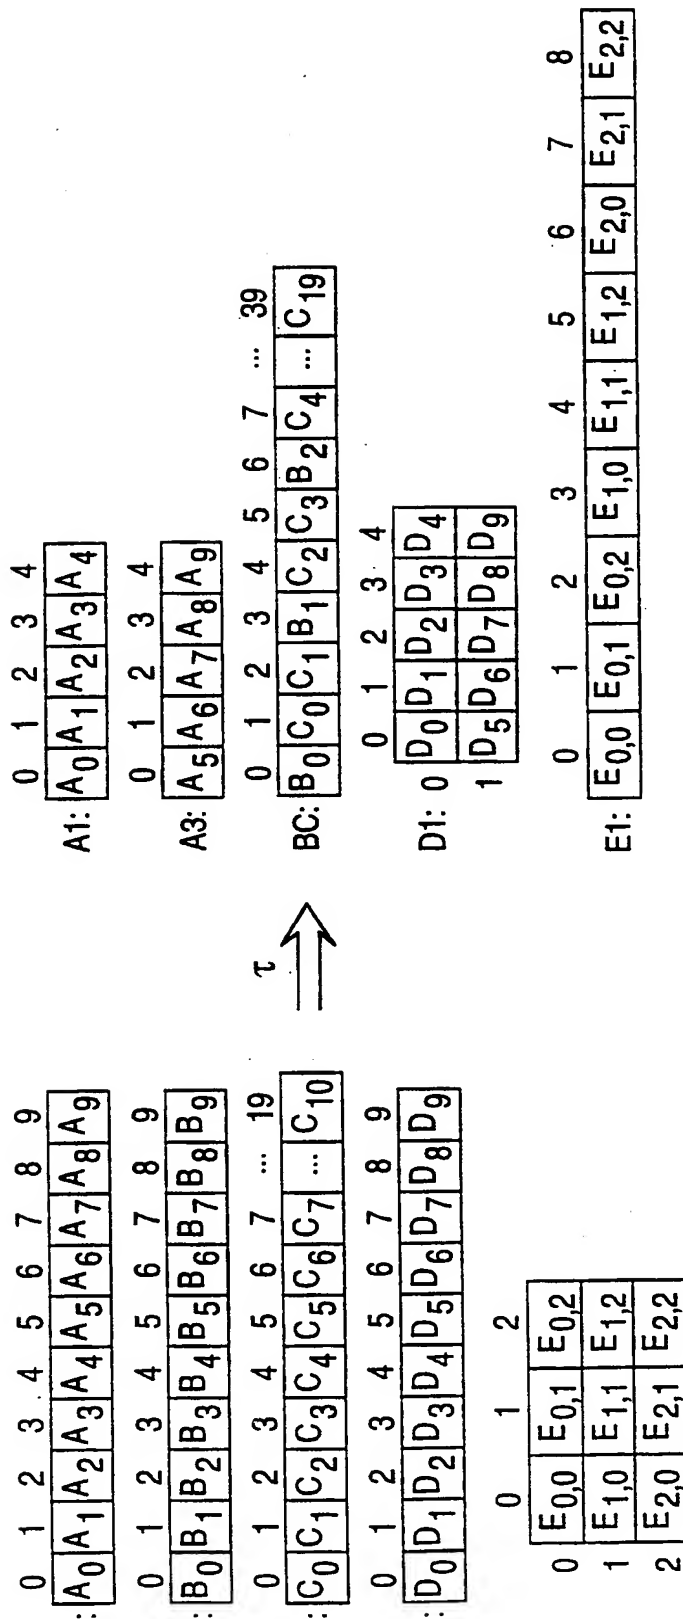 0 1 2 3 4 5 6 7 8 9
: A0 A1 A2 A3 A4 A5 A6 A7 A8 A9
0 1 2 3 4 5 6 7 8 9
: B0 B1 B2 B3 B4 B5 B6 B7 B8 B9
0 1 2 3 4 5 6 7 ... 19
: C0 C1 C2 C3 C4 C5 C6 C7 ... C10
0 1 2 3 4 5 6 7 8 9
: D0 D1 D2 D3 D4 D5 D6 D7 D8 D9
0 1 2
0 E0,0 E0,1 E0,2
1 E1,0 E1,1 E1,2
2 E2,0 E2,1 E2,2
τ
0 1 2 3 4
A1: A0 A1 A2 A3 A4
0 1 2 3 4
A3: A5 A6 A7 A8 A9
0 1 2 3 4 5 6 7 ... 39
BC: B0 C0 C1 B1 C2 C3 B2 C4 ... C19
0 1 2 3 4
D1: 0 D0 D1 D2 D3 D4
1 D5 D6 D7 D8 D9
0 1 2 3 4 5 6 7 8
E1: E0,0 E0,1 E0,2 E1,0 E1,1 E1,2 E2,0 E2,1 E2,2